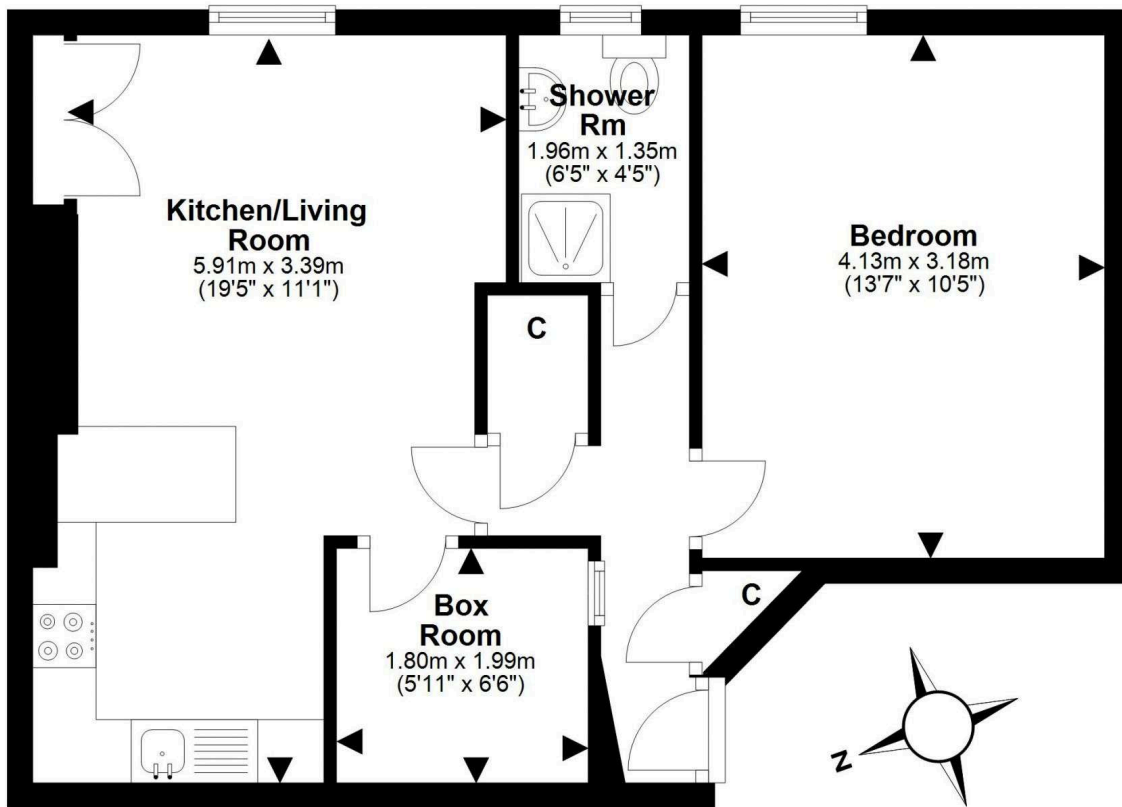 Kitchen/Living
Room
5.91m x 3.39m
(19'5" x 11'1")
Shower
Rm
1.96m x 1.35m
(6'5" x 4'5")
Bedroom
4.13m x 3.18m
(13'7" x 10'5")
C
Box
Room
1.80m x 1.99m
(5'11" x 6'6")
C
N